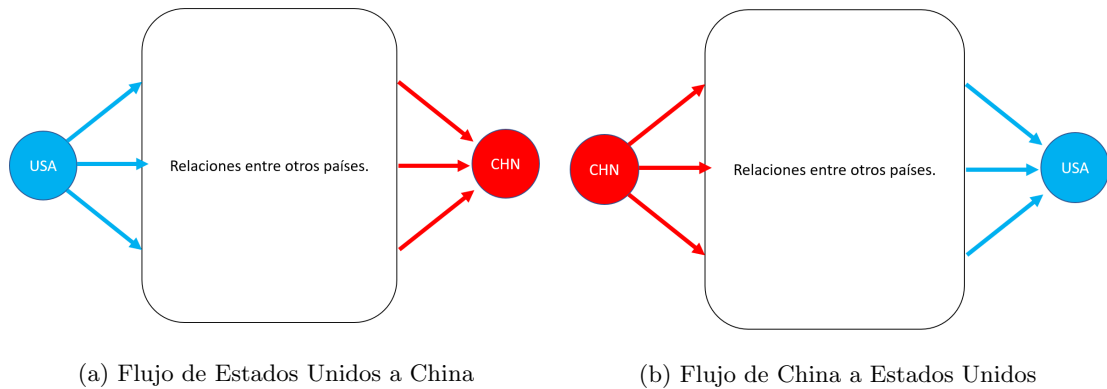 USA
Relaciones entre otros países.
CHN
CHN
Relaciones entre otros países.
USA
(a) Flujo de Estados Unidos a China
(b) Flujo de China a Estados Unidos